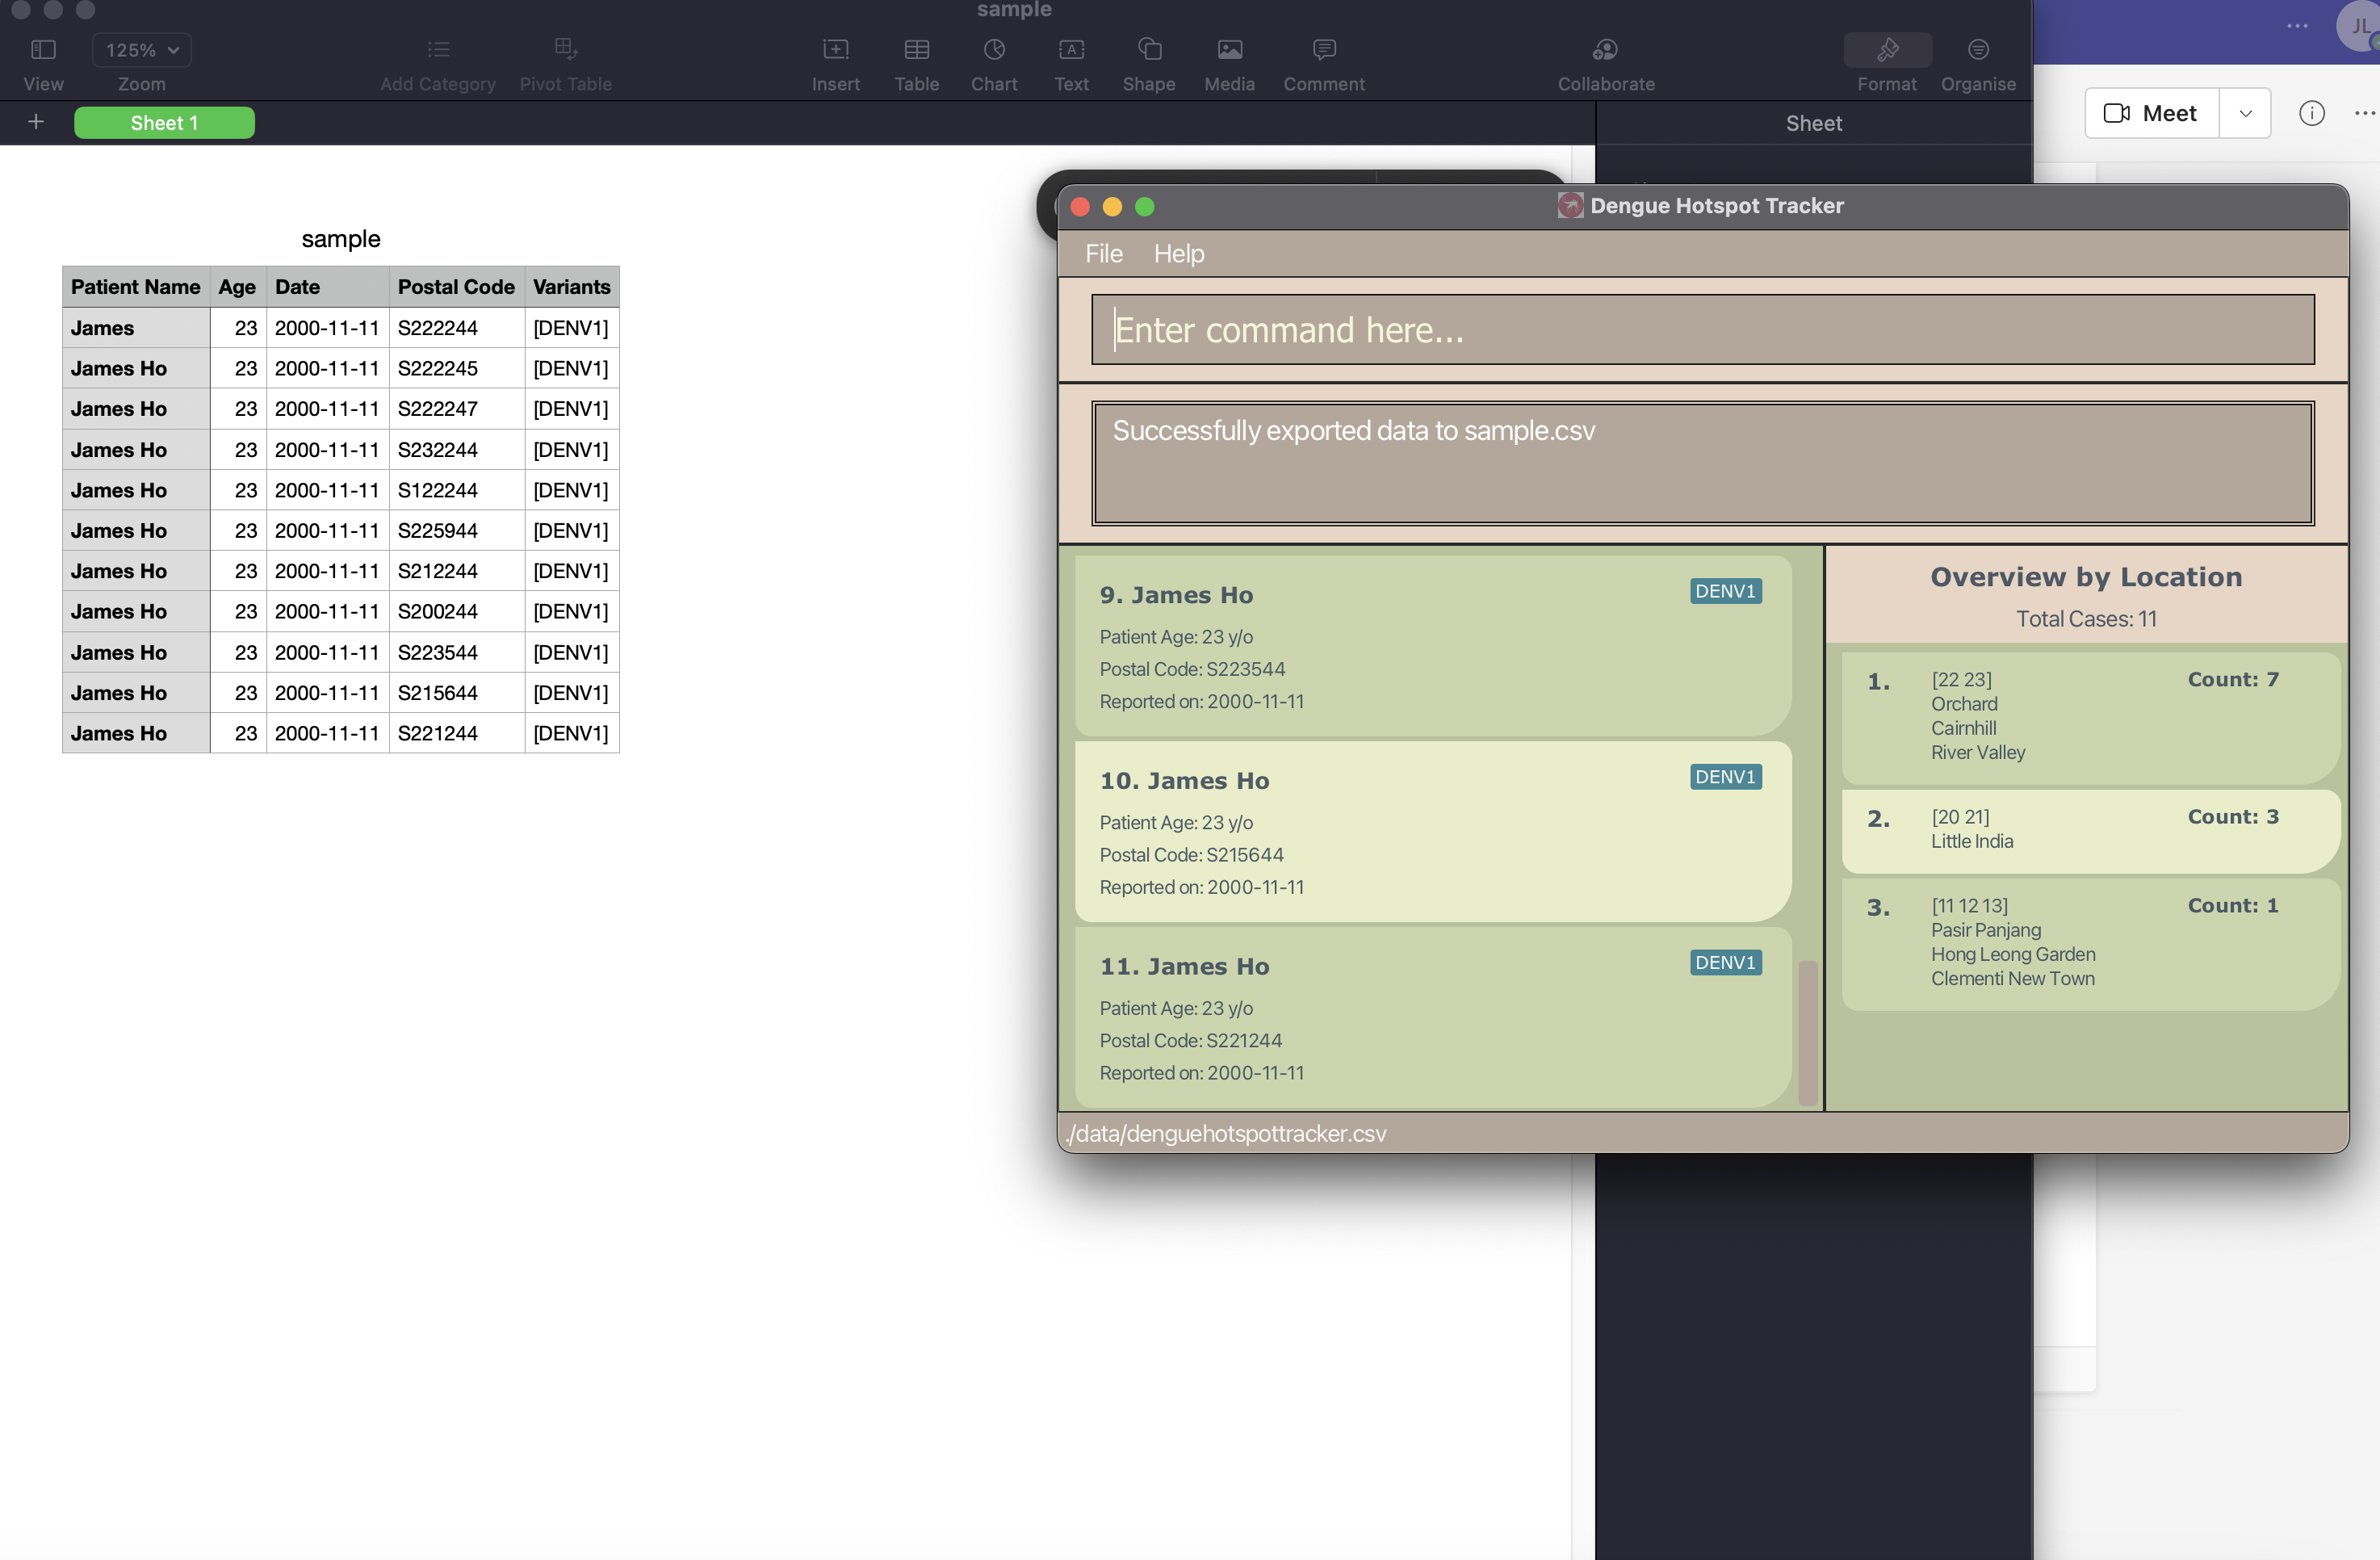 sample
125%
View
Zoom
Add Category
Pivot Table
Insert
Table
Chart
Text
Shape
Media
Comment
Collaborate
Format
Organise
Sheet 1
Sheet
JL
Meet
sample
Patient Name Age Date Postal Code Variants
James 23 2000-11-11 S222244 [DENV1]
James Ho 23 2000-11-11 S222245 [DENV1]
James Ho 23 2000-11-11 S222247 [DENV1]
James Ho 23 2000-11-11 S232244 [DENV1]
James Ho 23 2000-11-11 S122244 [DENV1]
James Ho 23 2000-11-11 S225944 [DENV1]
James Ho 23 2000-11-11 S212244 [DENV1]
James Ho 23 2000-11-11 S200244 [DENV1]
James Ho 23 2000-11-11 S223544 [DENV1]
James Ho 23 2000-11-11 S215644 [DENV1]
James Ho 23 2000-11-11 S221244 [DENV1]
Dengue Hotspot Tracker
File Help
Enter command here...
Successfully exported data to sample.csv
9. James Ho DENV1
Patient Age: 23 y/o
Postal Code: S223544
Reported on: 2000-11-11
10. James Ho DENV1
Patient Age: 23 y/o
Postal Code: S215644
Reported on: 2000-11-11
11. James Ho DENV1
Patient Age: 23 y/o
Postal Code: S221244
Reported on: 2000-11-11
Overview by Location
Total Cases: 11
1. [22 23] Count: 7
Orchard
Cairnhill
River Valley
2. [20 21] Count: 3
Little India
3. [11 12 13] Count: 1
Pasir Panjang
Hong Leong Garden
Clementi New Town
./data/denguehotspottracker.csv